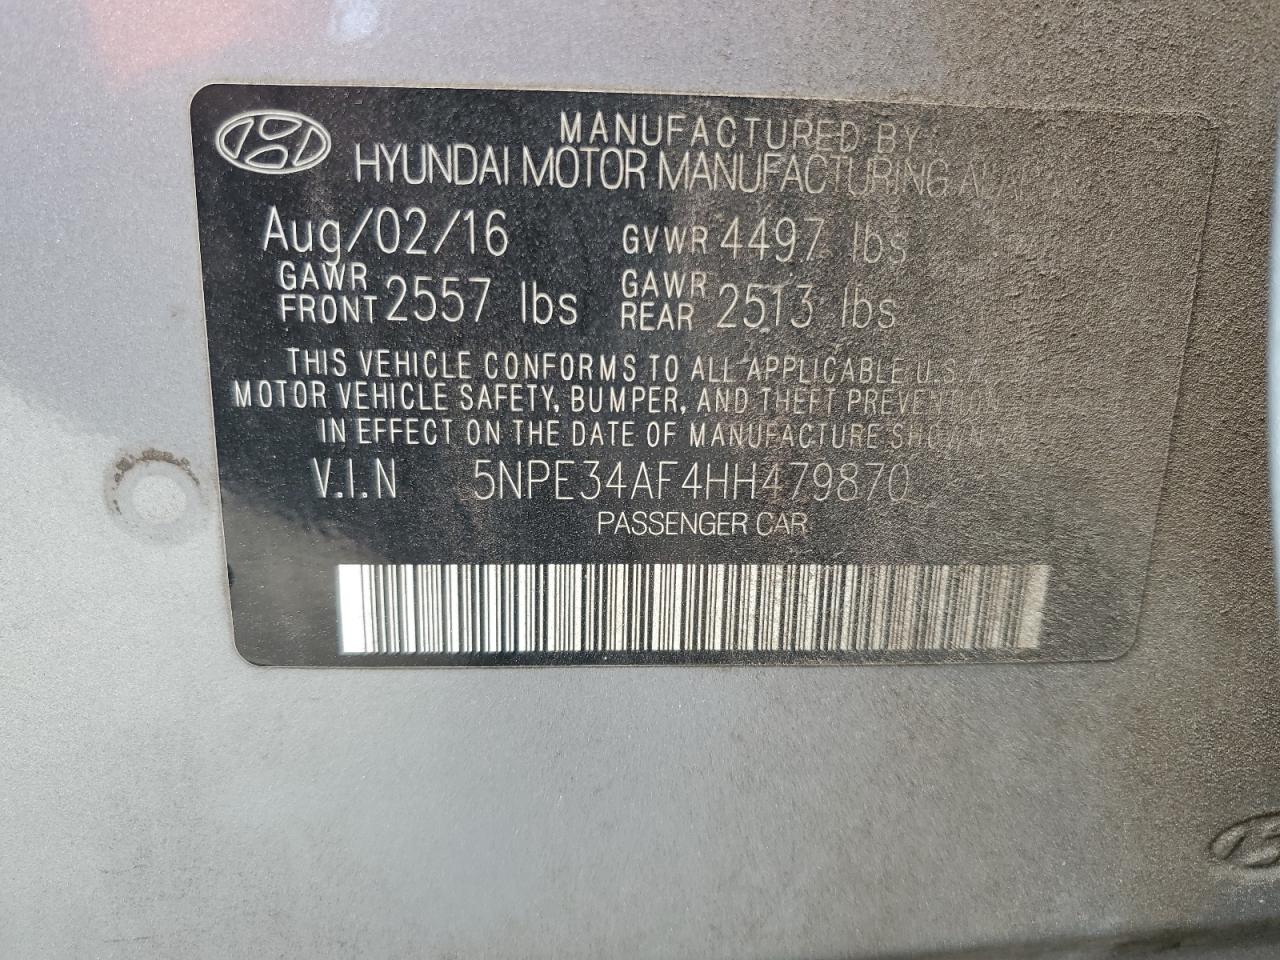 MANUFACTURED BY:
HYUNDAI MOTOR MANUFACTURING
Aug/02/16 GVWR 4497 lbs
GAWR FRONT 2557 lbs GAWR REAR 2513 lbs
THIS VEHICLE CONFORMS TO ALL APPLICABLE U.S.
MOTOR VEHICLE SAFETY, BUMPER, AND THEFT PREVENTION
IN EFFECT ON THE DATE OF MANUFACTURE SHOWN
V.I.N 5NPE34AF4HH479870
PASSENGER CAR